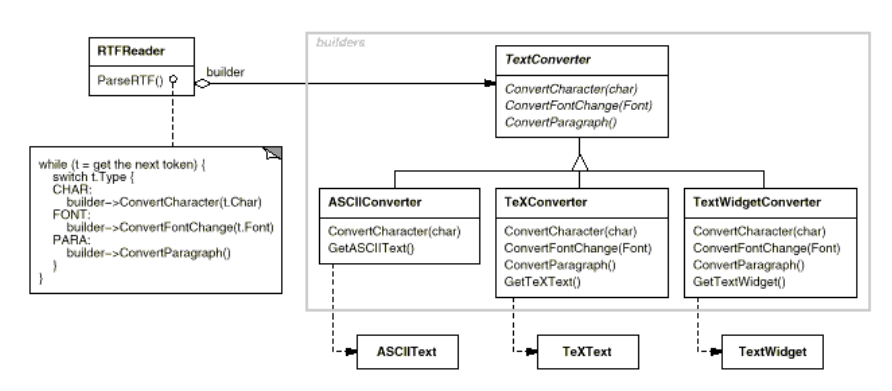 RTFReader
ParseRTF()
builder
builders
TextConverter
ConvertCharacter(char)
ConvertFontChange(Font)
ConvertParagraph()
while (t = get the next token) {
switch t.Type {
CHAR:
builder->ConvertCharacter(t.Char)
FONT:
builder->ConvertFontChange(t.Font)
PARA:
builder->ConvertParagraph()
}
}
ASCIIConverter
ConvertCharacter(char)
GetASCIIText()
TeXConverter
ConvertCharacter(char)
ConvertFontChange(Font)
ConvertParagraph()
GetTeXText()
TextWidgetConverter
ConvertCharacter(char)
ConvertFontChange(Font)
ConvertParagraph()
GetTextWidget()
ASCIIText
TeXText
TextWidget